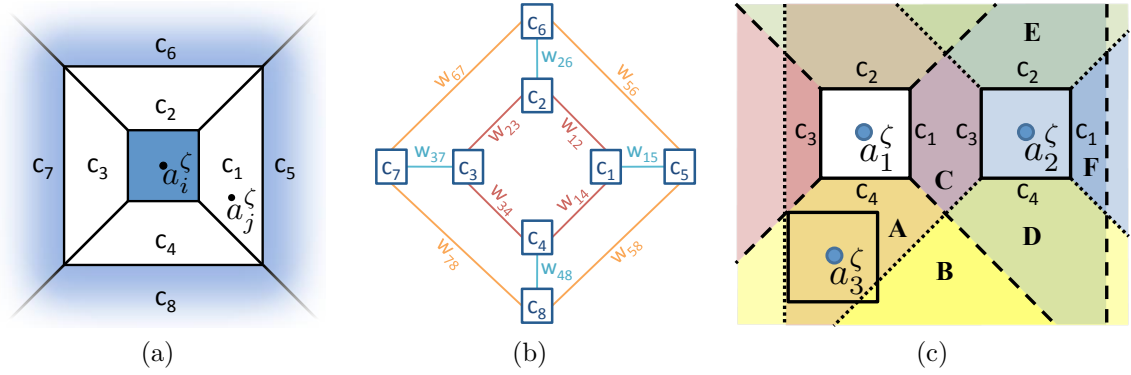 c6
c2
c7
c3
a_i^ζ
c1
a_j^ζ
c5
c4
c8
(a)
c6
w67
w26
w56
c2
w23
w12
c7
w37
c3
c1
w15
c5
w34
w14
c4
w78
w48
w58
c8
(b)
E
c2
c2
c3
a_1^ζ
c1
c3
a_2^ζ
c1
F
C
c4
c4
A
D
B
a_3^ζ
(c)